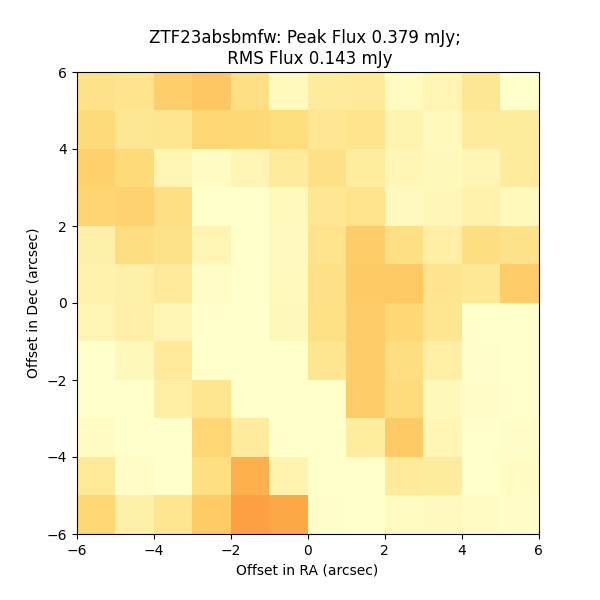 ZTF23absbmfw: Peak Flux 0.379 mJy;
RMS Flux 0.143 mJy
6
4
2
0
−2
−4
−6
Offset in Dec (arcsec)
−6 −4 −2 0 2 4 6
Offset in RA (arcsec)